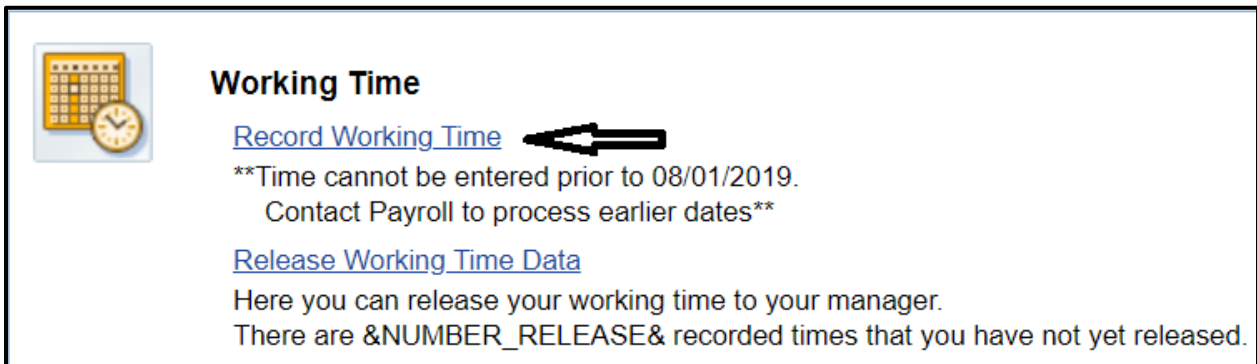 Working Time
Record Working Time
**Time cannot be entered prior to 08/01/2019.
Contact Payroll to process earlier dates**
Release Working Time Data
Here you can release your working time to your manager.
There are &NUMBER_RELEASE& recorded times that you have not yet released.